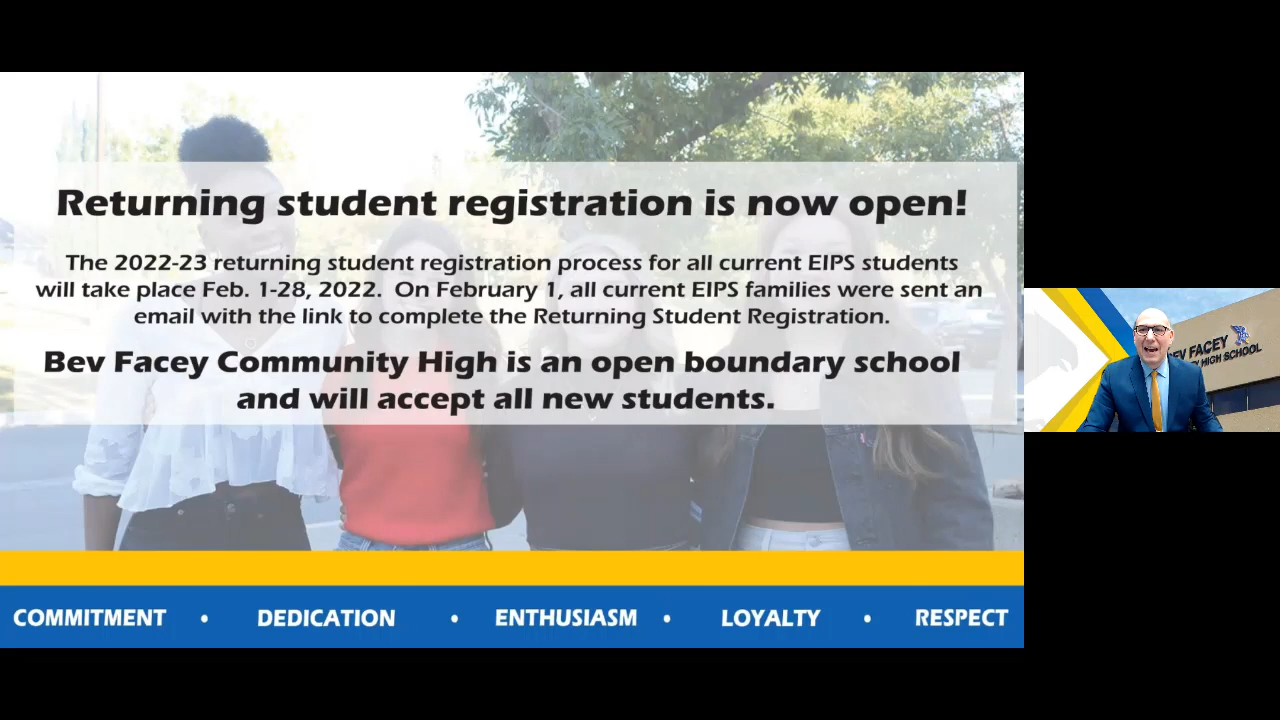 Returning student registration is now open!
The 2022-23 returning student registration process for all current EIPS students
will take place Feb. 1-28, 2022. On February 1, all current EIPS families were sent an
email with the link to complete the Returning Student Registration.
Bev Facey Community High is an open boundary school
and will accept all new students.
COMMITMENT • DEDICATION • ENTHUSIASM • LOYALTY • RESPECT
FACEY
HIGH SCHOOL